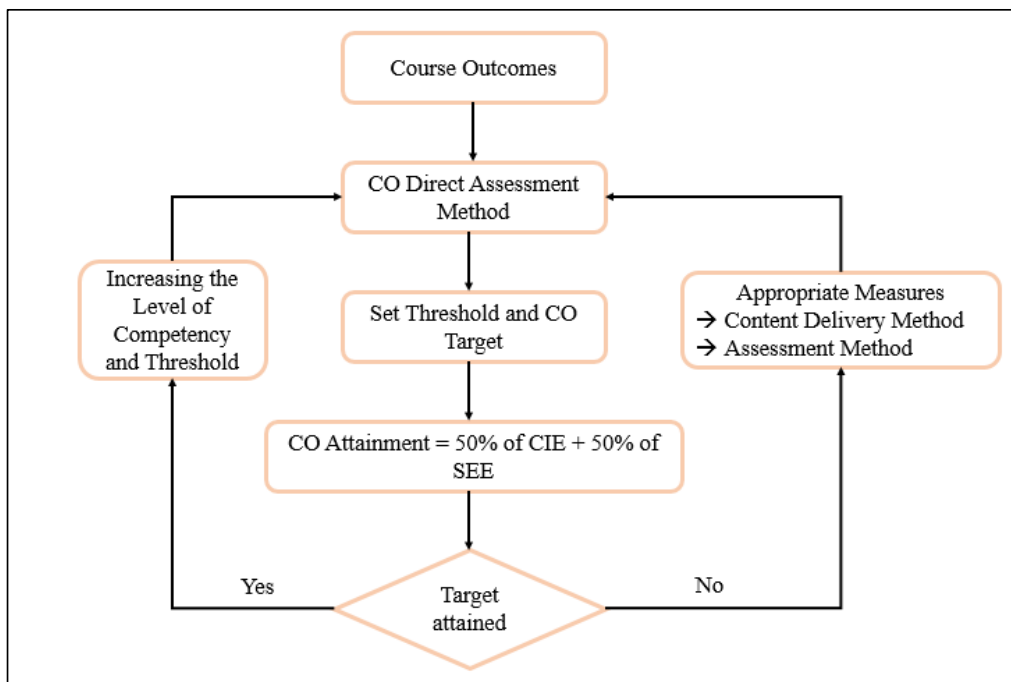 Course Outcomes
CO Direct Assessment
Method
Increasing the
Level of
Competency
and Threshold
Set Threshold and CO
Target
Appropriate Measures
→ Content Delivery Method
→ Assessment Method
CO Attainment = 50% of CIE + 50% of
SEE
Yes
No
Target
attained